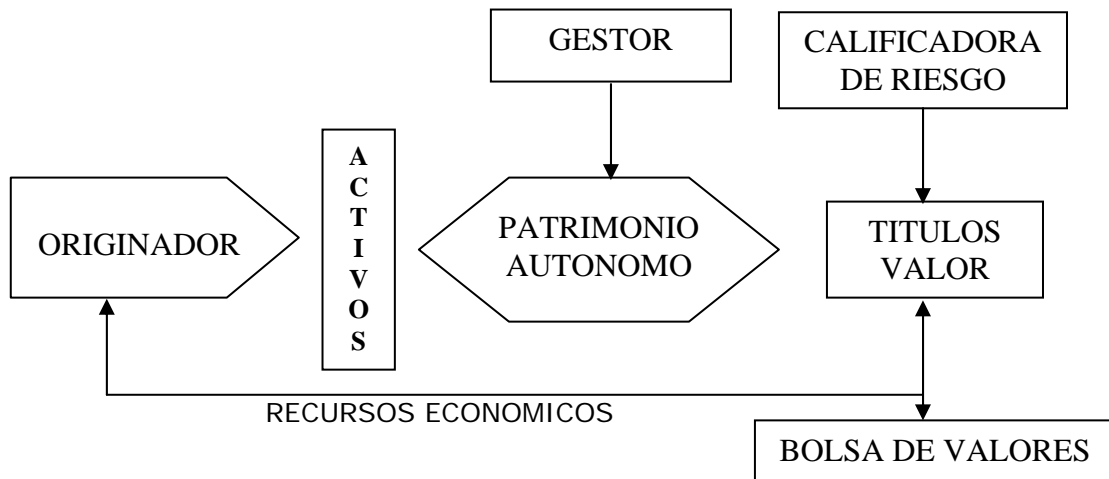 GESTOR
CALIFICADORA
DE RIESGO
ORIGINADOR
A
C
T
I
V
O
S
PATRIMONIO
AUTONOMO
TITULOS
VALOR
RECURSOS ECONOMICOS
BOLSA DE VALORES